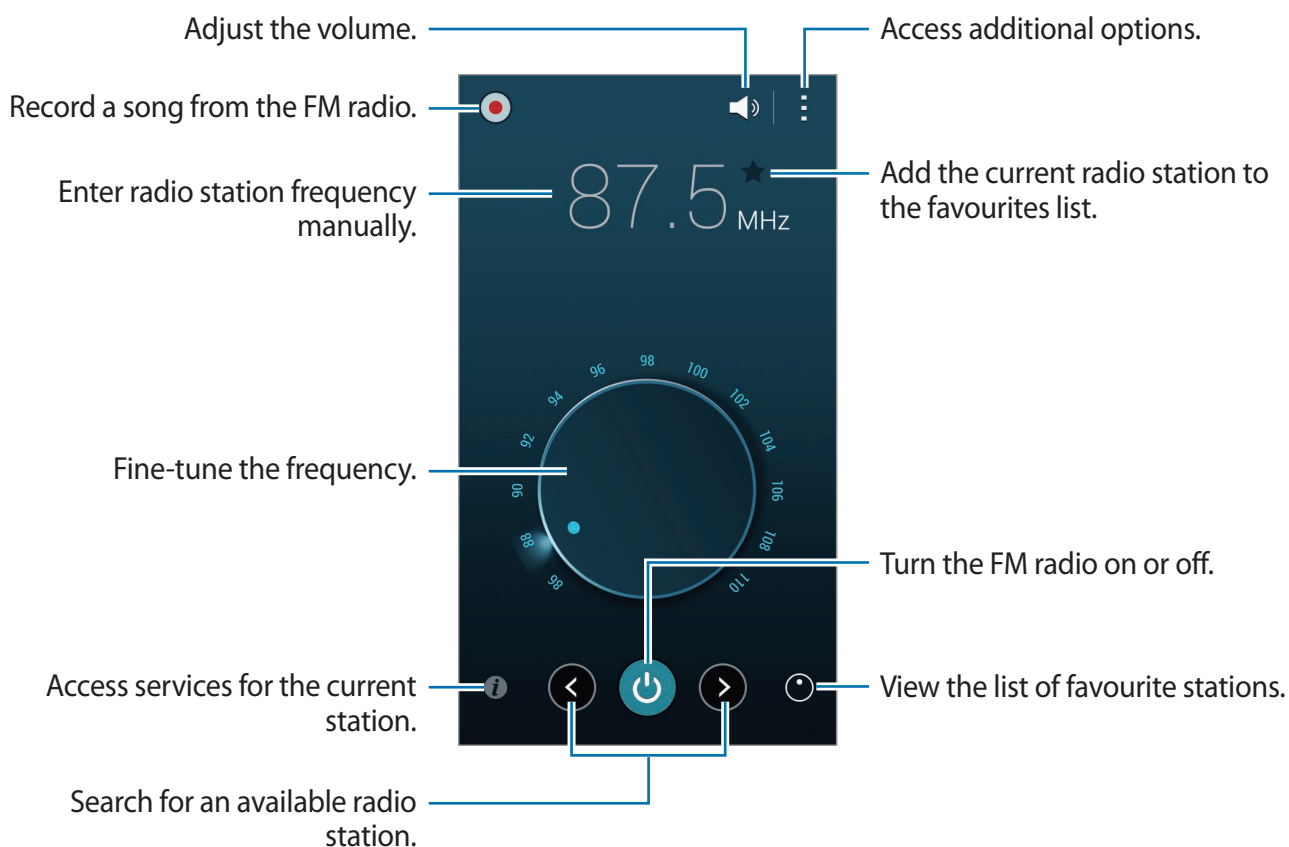 Adjust the volume.
Access additional options.
Record a song from the FM radio.
Enter radio station frequency
manually.
87.5 MHz
Add the current radio station to
the favourites list.
86
88
90
92
94
96
98
100
102
104
106
108
110
Fine-tune the frequency.
Turn the FM radio on or off.
Access services for the current
station.
i
View the list of favourite stations.
Search for an available radio
station.